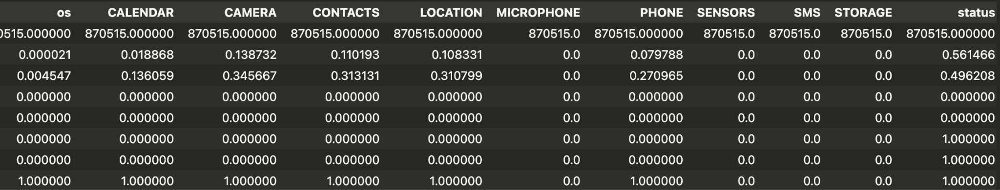 os CALENDAR CAMERA CONTACTS LOCATION MICROPHONE PHONE SENSORS SMS STORAGE status
0515.000000 870515.000000 870515.000000 870515.000000 870515.000000 870515.0 870515.000000 870515.0 870515.0 870515.0 870515.000000
0.000021 0.018868 0.138732 0.110193 0.108331 0.0 0.079788 0.0 0.0 0.0 0.561466
0.004547 0.136059 0.345667 0.313131 0.310799 0.0 0.270965 0.0 0.0 0.0 0.496208
0.000000 0.000000 0.000000 0.000000 0.000000 0.0 0.000000 0.0 0.0 0.0 0.000000
0.000000 0.000000 0.000000 0.000000 0.000000 0.0 0.000000 0.0 0.0 0.0 0.000000
0.000000 0.000000 0.000000 0.000000 0.000000 0.0 0.000000 0.0 0.0 0.0 1.000000
0.000000 0.000000 0.000000 0.000000 0.000000 0.0 0.000000 0.0 0.0 0.0 1.000000
1.000000 1.000000 1.000000 1.000000 1.000000 0.0 1.000000 0.0 0.0 0.0 1.000000